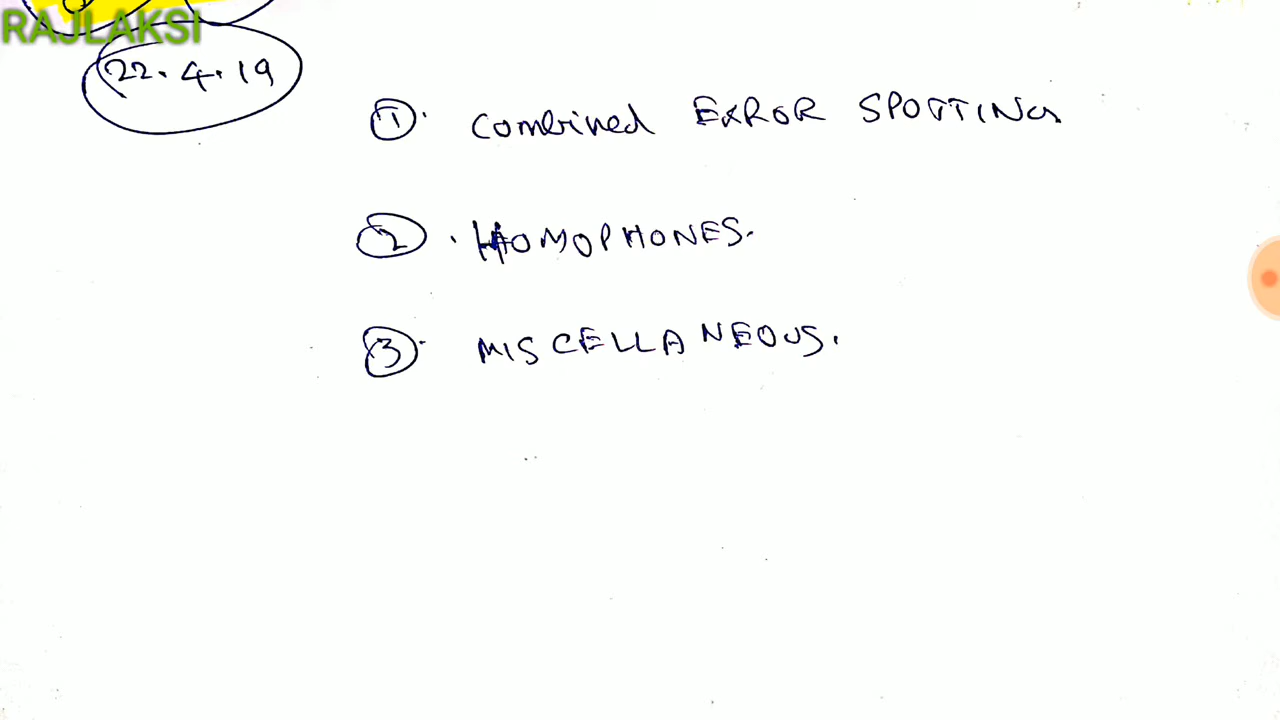 RAJLAKSI
22.4.19
1. Combined ERROR SPOTTING
2. HOMOPHONES.
3. MISCELLANEOUS.